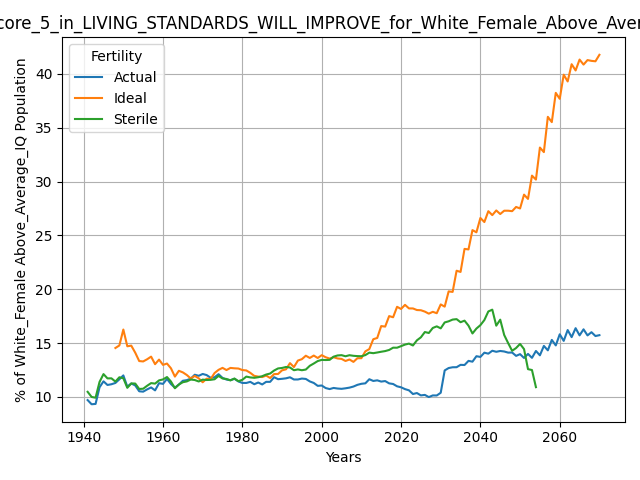 core_5_in_LIVING_STANDARDS_WILL_IMPROVE_for_White_Female_Above_Aver
Fertility
Actual
Ideal
Sterile
% of White_Female Above_Average_IQ Population
40
35
30
25
20
15
10
1940
1960
1980
2000
2020
2040
2060
Years